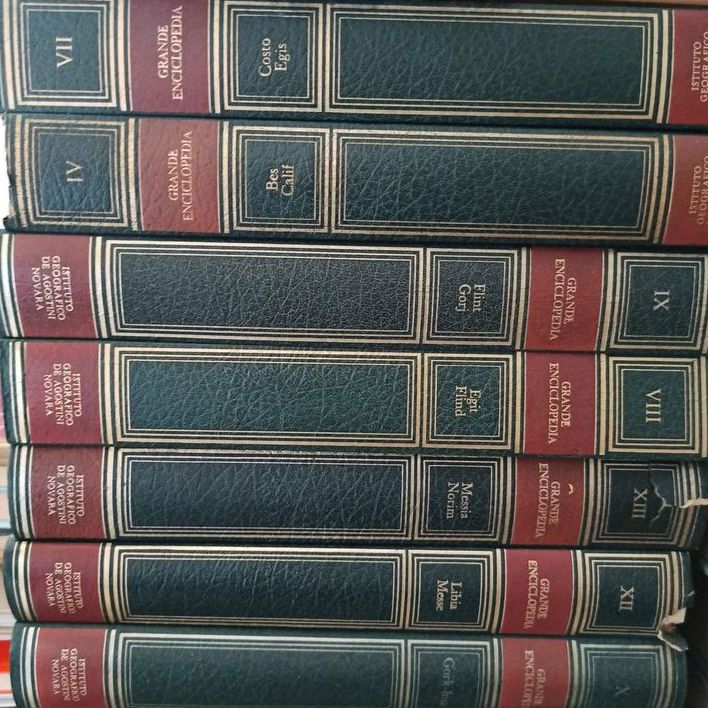 VII
GRANDE
ENCICLOPEDIA
Costo
Egis
ISTITUTO
GEOGRAFICO
IV
GRANDE
ENCICLOPEDIA
Bes
Calif
ISTITUTO
GEOGRAFICO
IX
GRANDE
ENCICLOPEDIA
Flint
Gorj
ISTITUTO
GEOGRAFICO
DE AGOSTINI
NOVARA
VIII
GRANDE
ENCICLOPEDIA
Egit
Flind
ISTITUTO
GEOGRAFICO
DE AGOSTINI
NOVARA
XIII
GRANDE
ENCICLOPEDIA
Messia
Norim
ISTITUTO
GEOGRAFICO
DE AGOSTINI
NOVARA
XII
GRANDE
ENCICLOPEDIA
Libia
Messe
ISTITUTO
GEOGRAFICO
DE AGOSTINI
NOVARA
X
GRANDE
ENCICLOPEDIA
ISTITUTO
GEOGRAFICO
DE AGOSTINI
NOVARA